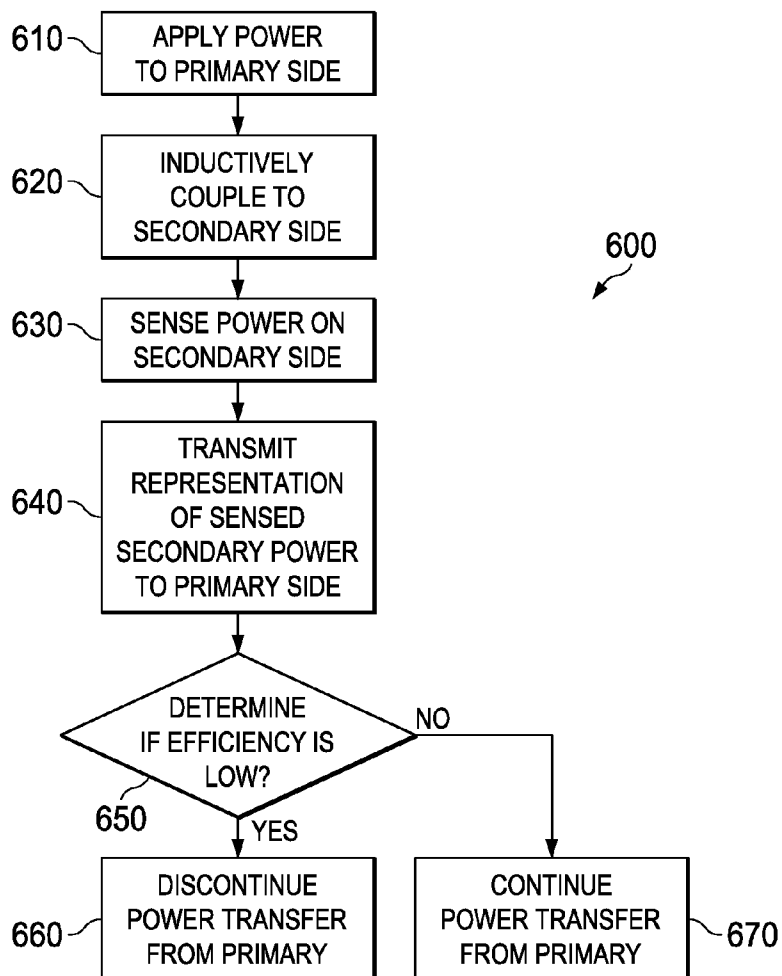 610
APPLY POWER
TO PRIMARY SIDE
620
INDUCTIVELY
COUPLE TO
SECONDARY SIDE
600
630
SENSE POWER ON
SECONDARY SIDE
640
TRANSMIT
REPRESENTATION
OF SENSED
SECONDARY POWER
TO PRIMARY SIDE
DETERMINE
IF EFFICIENCY IS
LOW?
NO
650
YES
660
DISCONTINUE
POWER TRANSFER
FROM PRIMARY
CONTINUE
POWER TRANSFER
FROM PRIMARY
670